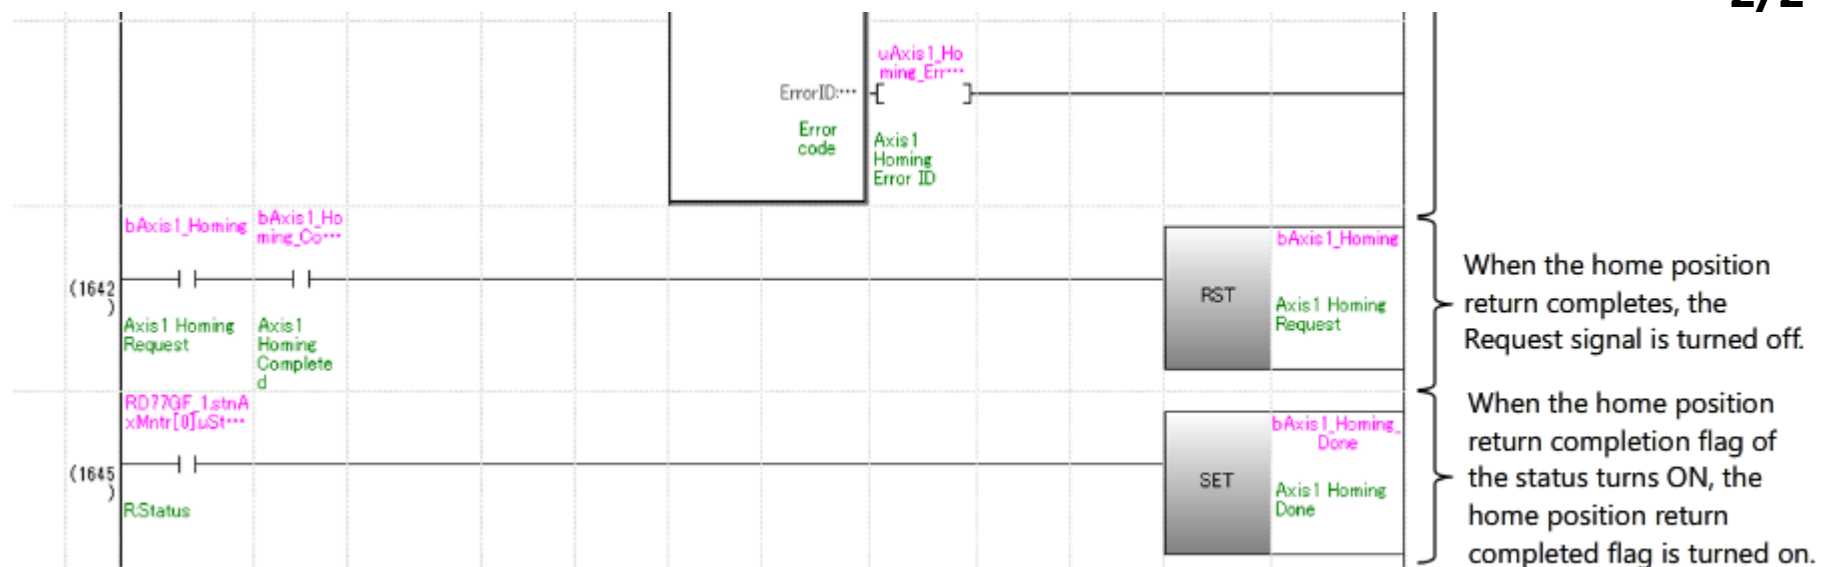 2/2
uAxis1_Ho
ming_Err···
ErrorID:···
Error
code
Axis1
Homing
Error ID
bAxis1_Homing
bAxis1_Ho
ming_Co···
(1642
)
Axis1 Homing
Request
Axis1
Homing
Complete
d
RST
bAxis1_Homing
Axis1 Homing
Request
When the home position
return completes, the
Request signal is turned off.
RD77GF_1.stnA
xMntr[0].uSt···
(1645
)
R:Status
SET
bAxis1_Homing_
Done
Axis1 Homing
Done
When the home position
return completion flag of
the status turns ON, the
home position return
completed flag is turned on.